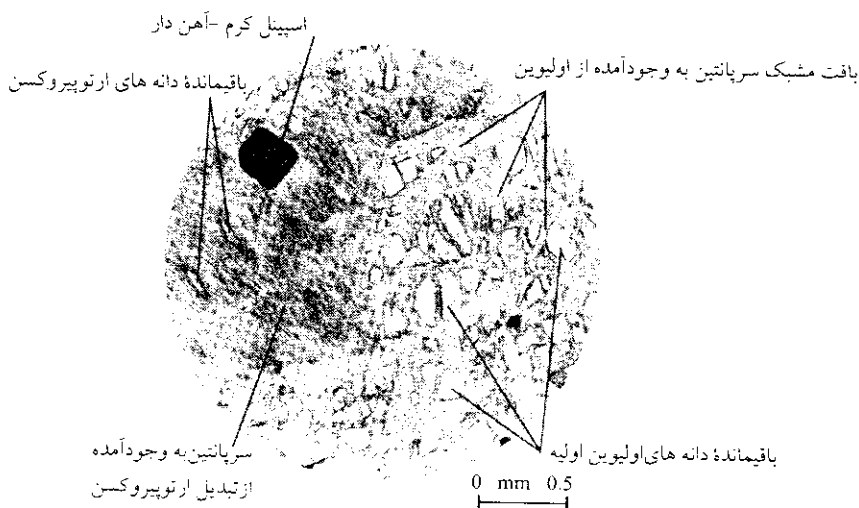 اسپینل کرم -آهن دار
باقیماندهٔ دانه های ارتوپیروکسن
بافت مشبک سرپانتین به وجودآمده از اولیوین
سرپانتین به وجودآمده
از تبدیل ارتوپیروکسن
باقیماندهٔ دانه های اولیوین اولیه
0 mm 0.5